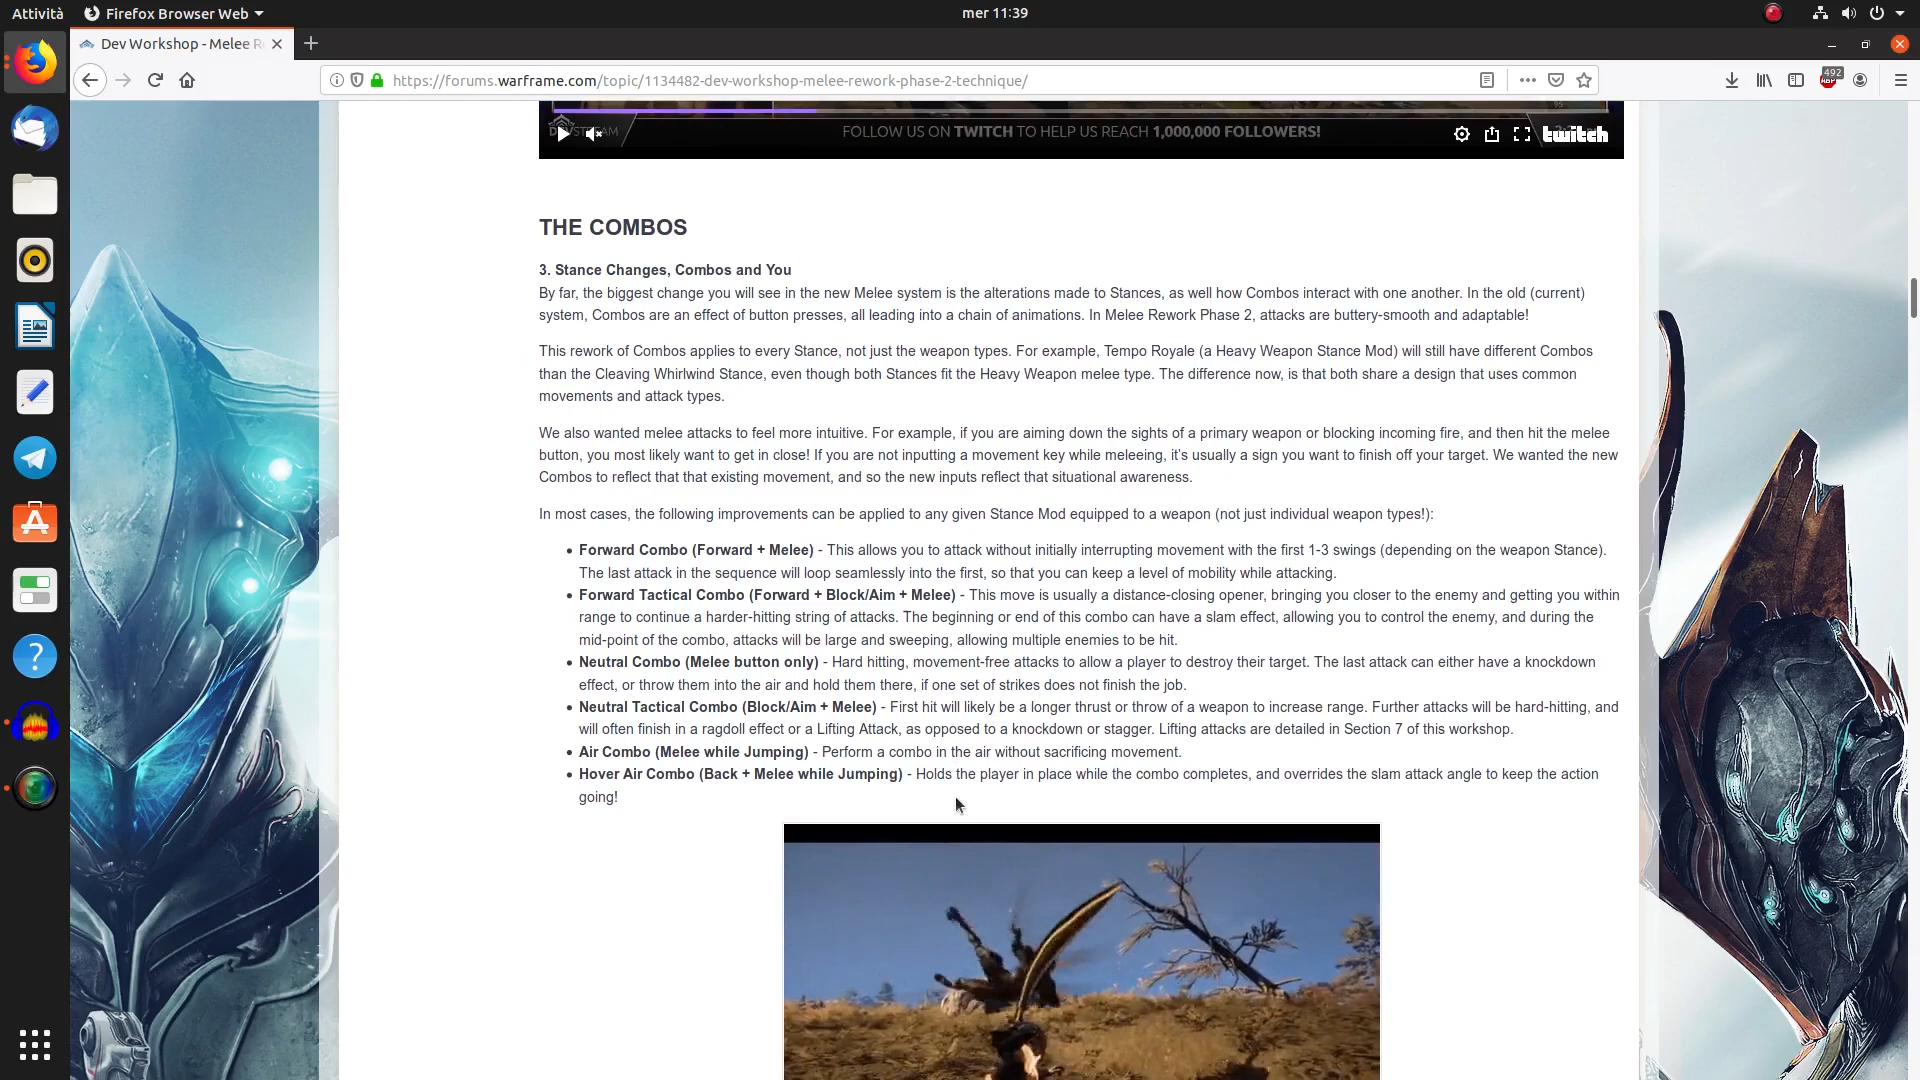 Attività
Firefox Browser Web
mer 11:39
Dev Workshop - Melee R
https://forums.warframe.com/topic/1134482-dev-workshop-melee-rework-phase-2-technique/
492
ABP
FOLLOW US ON TWITCH TO HELP US REACH 1,000,000 FOLLOWERS!
twitch
THE COMBOS
3. Stance Changes, Combos and You
By far, the biggest change you will see in the new Melee system is the alterations made to Stances, as well how Combos interact with one another. In the old (current)
system, Combos are an effect of button presses, all leading into a chain of animations. In Melee Rework Phase 2, attacks are buttery-smooth and adaptable!
This rework of Combos applies to every Stance, not just the weapon types. For example, Tempo Royale (a Heavy Weapon Stance Mod) will still have different Combos
than the Cleaving Whirlwind Stance, even though both Stances fit the Heavy Weapon melee type. The difference now, is that both share a design that uses common
movements and attack types.
We also wanted melee attacks to feel more intuitive. For example, if you are aiming down the sights of a primary weapon or blocking incoming fire, and then hit the melee
button, you most likely want to get in close! If you are not inputting a movement key while meleeing, it's usually a sign you want to finish off your target. We wanted the new
Combos to reflect that that existing movement, and so the new inputs reflect that situational awareness.
In most cases, the following improvements can be applied to any given Stance Mod equipped to a weapon (not just individual weapon types!):
• Forward Combo (Forward + Melee) - This allows you to attack without initially interrupting movement with the first 1-3 swings (depending on the weapon Stance).
The last attack in the sequence will loop seamlessly into the first, so that you can keep a level of mobility while attacking.
• Forward Tactical Combo (Forward + Block/Aim + Melee) - This move is usually a distance-closing opener, bringing you closer to the enemy and getting you within
range to continue a harder-hitting string of attacks. The beginning or end of this combo can have a slam effect, allowing you to control the enemy, and during the
mid-point of the combo, attacks will be large and sweeping, allowing multiple enemies to be hit.
• Neutral Combo (Melee button only) - Hard hitting, movement-free attacks to allow a player to destroy their target. The last attack can either have a knockdown
effect, or throw them into the air and hold them there, if one set of strikes does not finish the job.
• Neutral Tactical Combo (Block/Aim + Melee) - First hit will likely be a longer thrust or throw of a weapon to increase range. Further attacks will be hard-hitting, and
will often finish in a ragdoll effect or a Lifting Attack, as opposed to a knockdown or stagger. Lifting attacks are detailed in Section 7 of this workshop.
• Air Combo (Melee while Jumping) - Perform a combo in the air without sacrificing movement.
• Hover Air Combo (Back + Melee while Jumping) - Holds the player in place while the combo completes, and overrides the slam attack angle to keep the action
going!